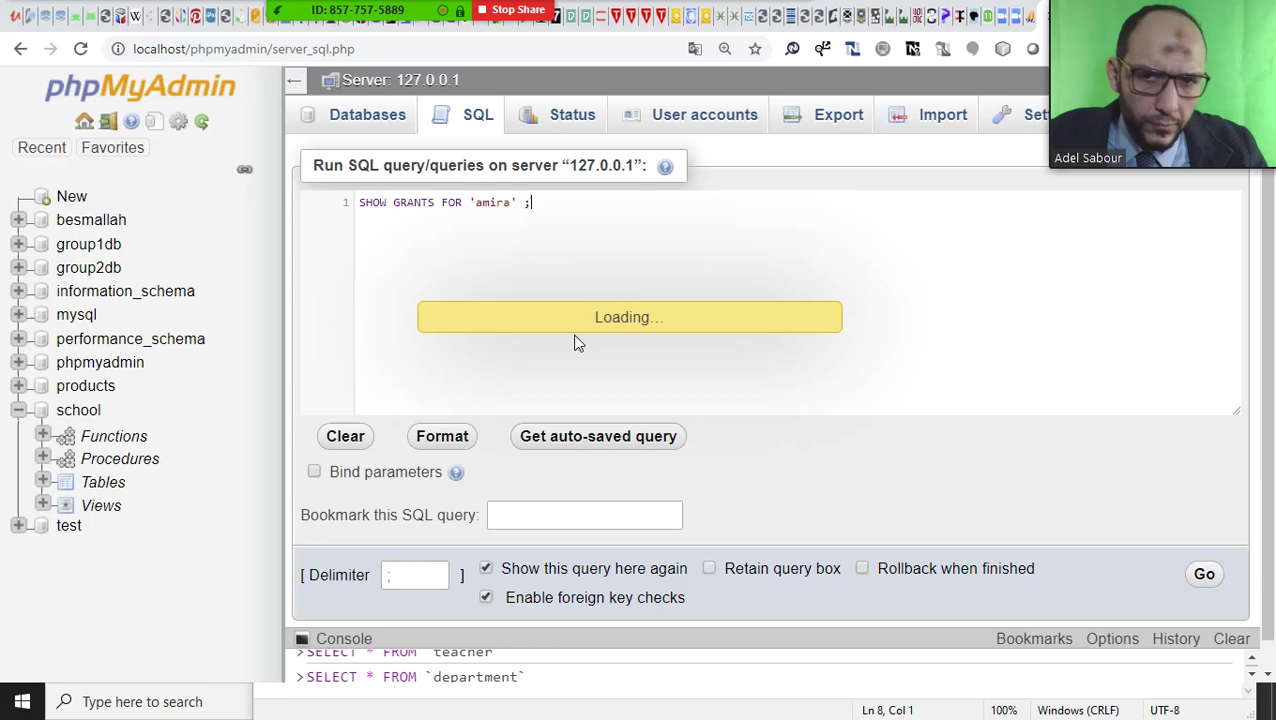 ID: 857-757-5889
Stop Share
localhost/phpmyadmin/server_sql.php
phpMyAdmin
Recent
Favorites
New
besmallah
group1db
group2db
information_schema
mysql
performance_schema
phpmyadmin
products
school
Functions
Procedures
Tables
Views
test
Server: 127.0.0.1
Databases
SQL
Status
User accounts
Export
Import
Adel Sabour
Run SQL query/queries on server “127.0.0.1”:
1 SHOW GRANTS FOR 'amira' ;
Loading…
Clear
Format
Get auto-saved query
Bind parameters
Bookmark this SQL query:
[ Delimiter ; ]
Show this query here again
Retain query box
Rollback when finished
Enable foreign key checks
Go
Console
Bookmarks
Options
History
Clear
>SELECT * FROM `teacher`
>SELECT * FROM `department`
Type here to search
Ln 8, Col 1
100%
Windows (CRLF)
UTF-8